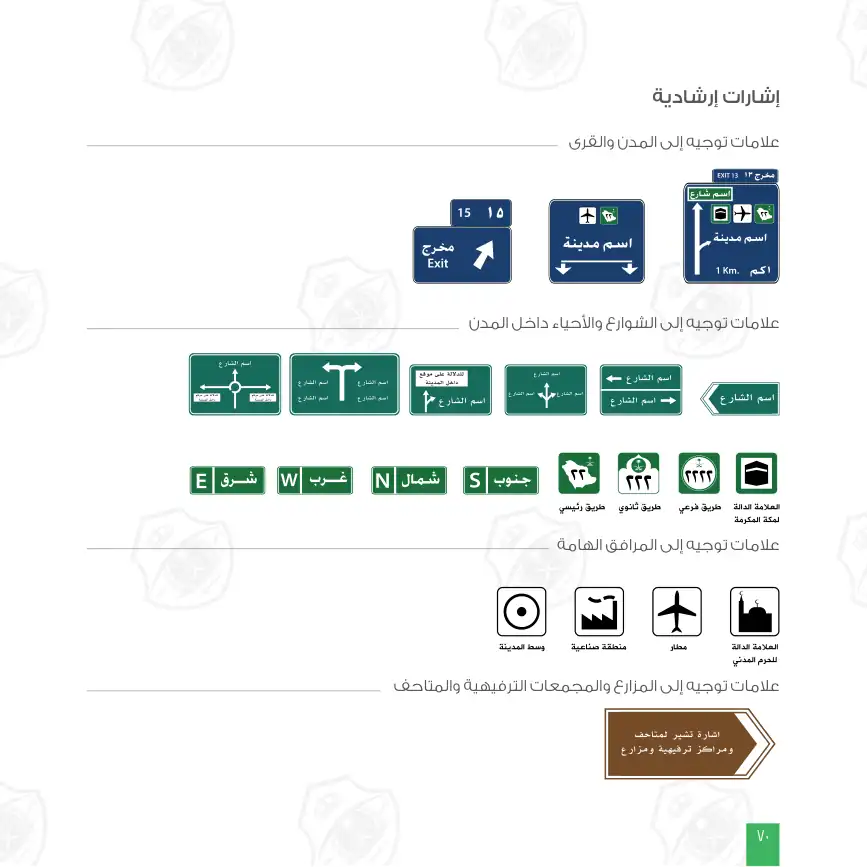 إشارات إرشادية
علامات توجيه إلى المدن والقرى
مخرج ١٣ EXIT 13
اسم شارع
٢٢
اسم مدينة
١كم 1 Km.
٢٢
اسم مدينة
١٥ 15
مخرج
Exit
علامات توجيه إلى الشوارع والأحياء داخل المدن
اسم الشارع
اسم الشارع
اسم الشارع
اسم الشارع
اسم الشارع
اسم الشارع
للدلالة على موقع
داخل المدينة
اسم الشارع
اسم الشارع
اسم الشارع
اسم الشارع
اسم الشارع
اسم الشارع
جنوب S
شمال N
غرب W
شرق E
٢٢٢٢
٢٢٢
٢٢
العلامة الدالة
لمكة المكرمة
طريق فرعي
طريق ثانوي
طريق رئيسي
علامات توجيه إلى المرافق الهامة
العلامة الدالة
للحرم المدني
مطار
منطقة صناعية
وسط المدينة
علامات توجيه إلى المزارع والمجمعات الترفيهية والمتاحف
اشارة تشير لمتاحف
ومراكز ترفيهية ومزارع
٧٠